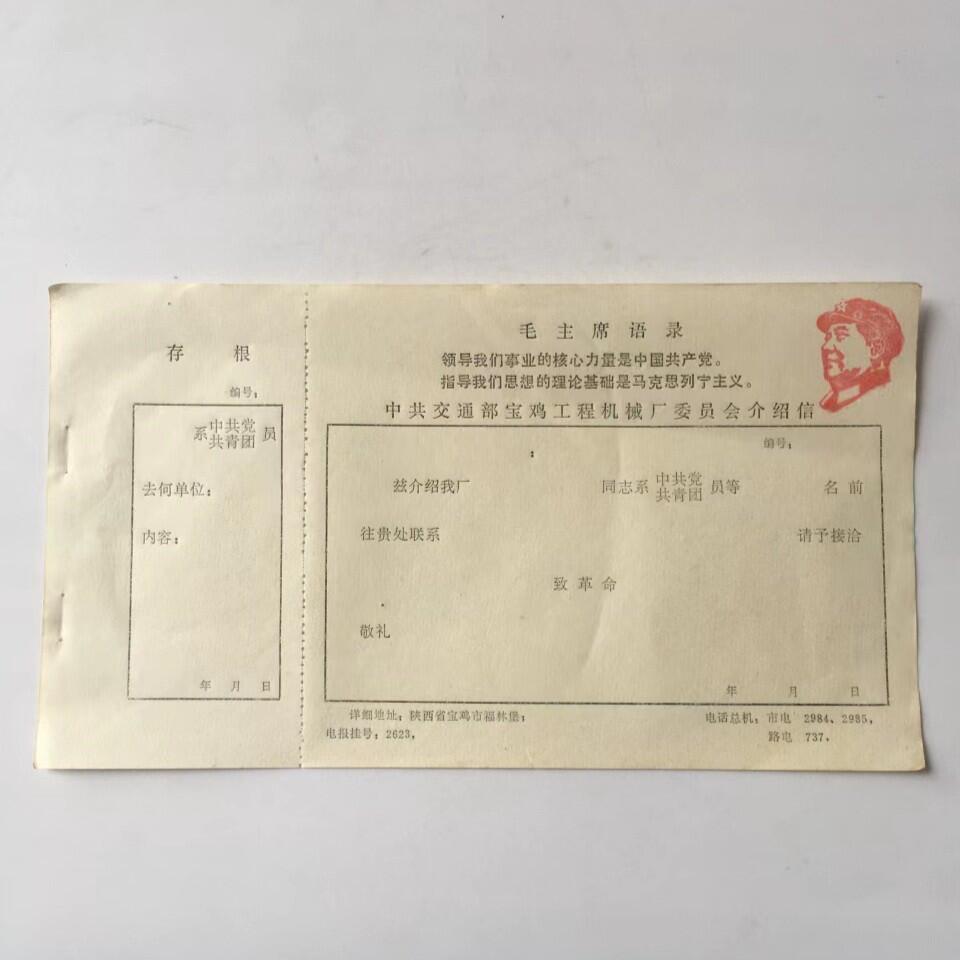 存 根
编号：
系 中共党 员
共青团
去何单位：
内容：
年 月 日
毛主席语录
领导我们事业的核心力量是中国共产党。
指导我们思想的理论基础是马克思列宁主义。
中共交通部宝鸡工程机械厂委员会介绍信
编号：
：
兹介绍我厂 同志系 中共党 员等 名 前
共青团
往贵处联系 请予接洽
致革命
敬礼
年 月 日
详细地址：陕西省宝鸡市福林堡；
电报挂号：2623，
电话总机：市电 2984、2985，
路电 737，